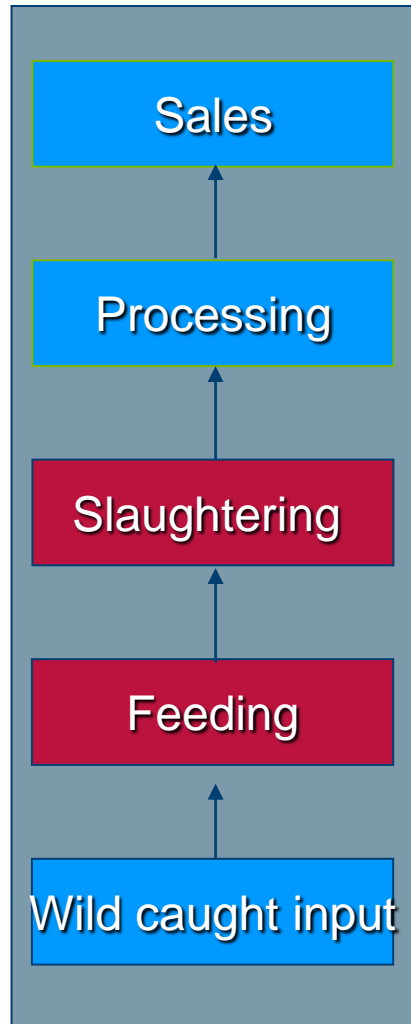 Sales
Processing
Slaughtering
Feeding
Wild caught input